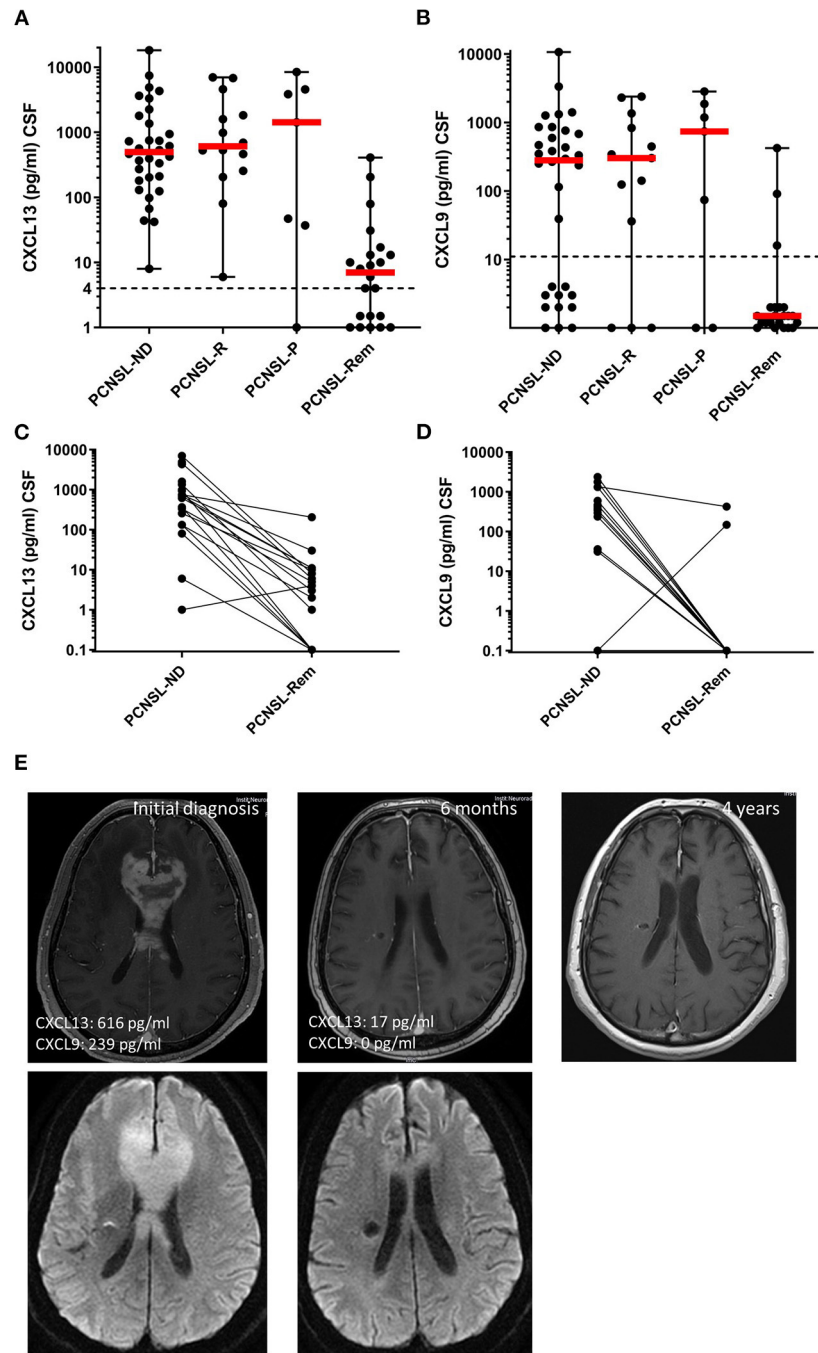 A
B
10000
1000
100
10
4
1
CXCL13 (pg/ml) CSF
PCNSL-ND
PCNSL-R
PCNSL-P
PCNSL-Rem
10000
1000
100
10
CXCL9 (pg/ml) CSF
PCNSL-ND
PCNSL-R
PCNSL-P
PCNSL-Rem
C
D
10000
1000
100
10
1
0.1
CXCL13 (pg/ml) CSF
PCNSL-ND
PCNSL-Rem
10000
1000
100
10
1
0.1
CXCL9 (pg/ml) CSF
PCNSL-ND
PCNSL-Rem
E
Instit.Neurorad
Initial diagnosis
CXCL13: 616 pg/ml
CXCL9: 239 pg/ml
Instit.Neurorad
6 months
CXCL13: 17 pg/ml
CXCL9: 0 pg/ml
4 years